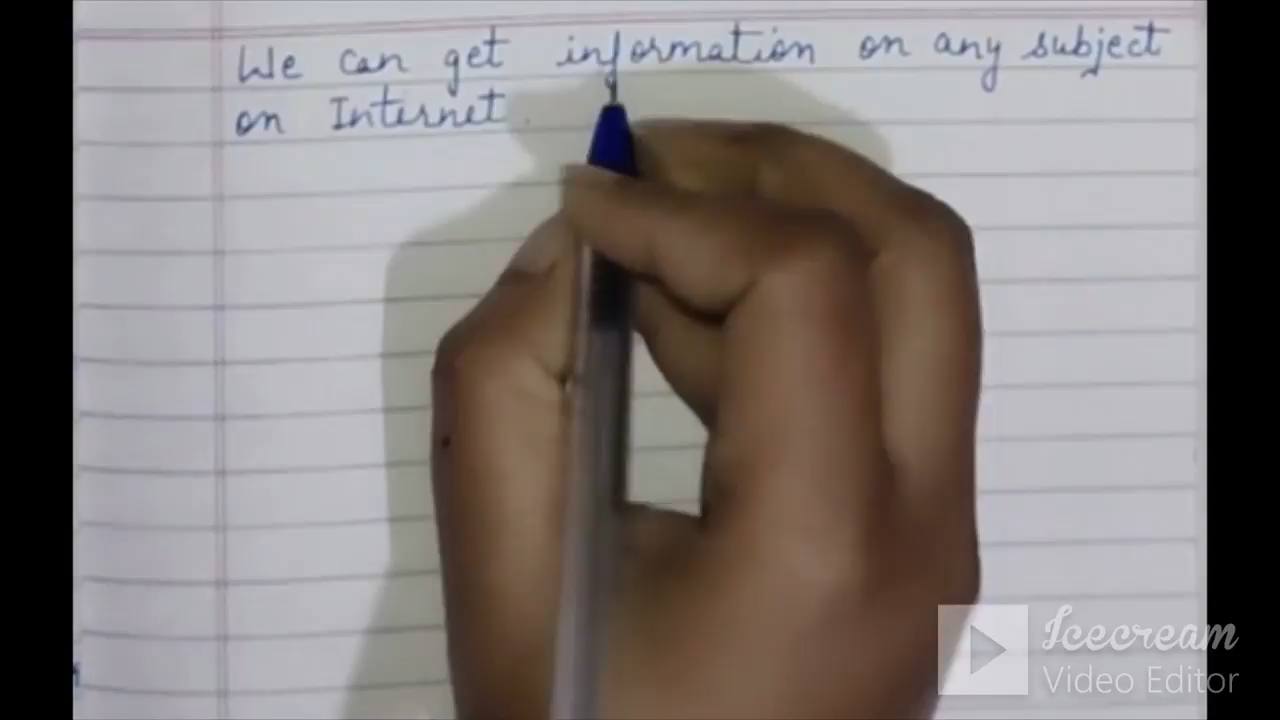 We can get information on any subject
on Internet.
Icecream
Video Editor